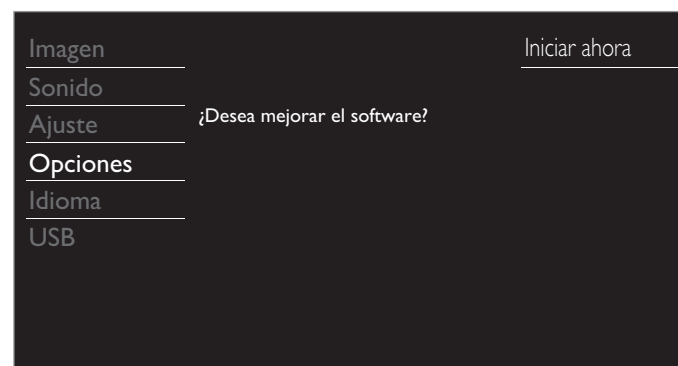 Imagen
Iniciar ahora
Sonido
Ajuste
¿Desea mejorar el software?
Opciones
Idioma
USB